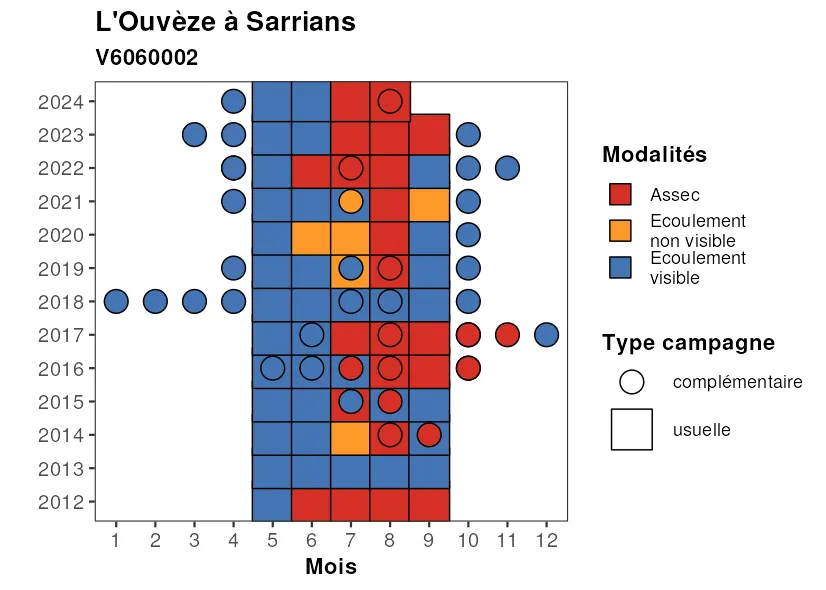 L'Ouvèze à Sarrians
V6060002
2024
2023
2022
2021
2020
2019
2018
2017
2016
2015
2014
2013
2012
1 2 3 4 5 6 7 8 9 10 11 12
Mois
Modalités
Assec
Ecoulement
non visible
Ecoulement
visible
Type campagne
complémentaire
usuelle